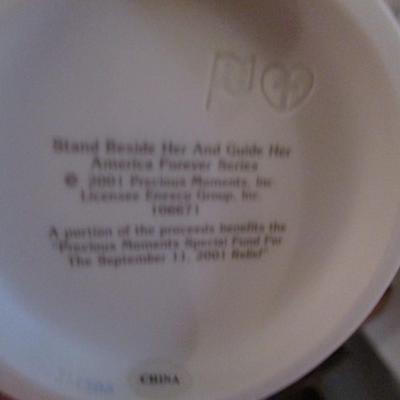 Stand Beside Her And Guide Her
America Forever Series
© 2001 Precious Moments, Inc.
Licensee Enesco Group, Inc.
106671
A portion of the proceeds benefits the
"Precious Moments Special Fund For
The September 11, 2001 Relief"
CHINA